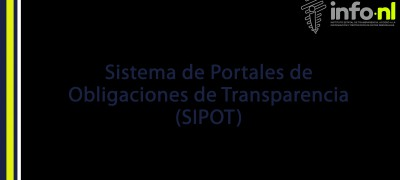 info·nl
Sistema de Portales de
Obligaciones de Transparencia
(SIPOT)